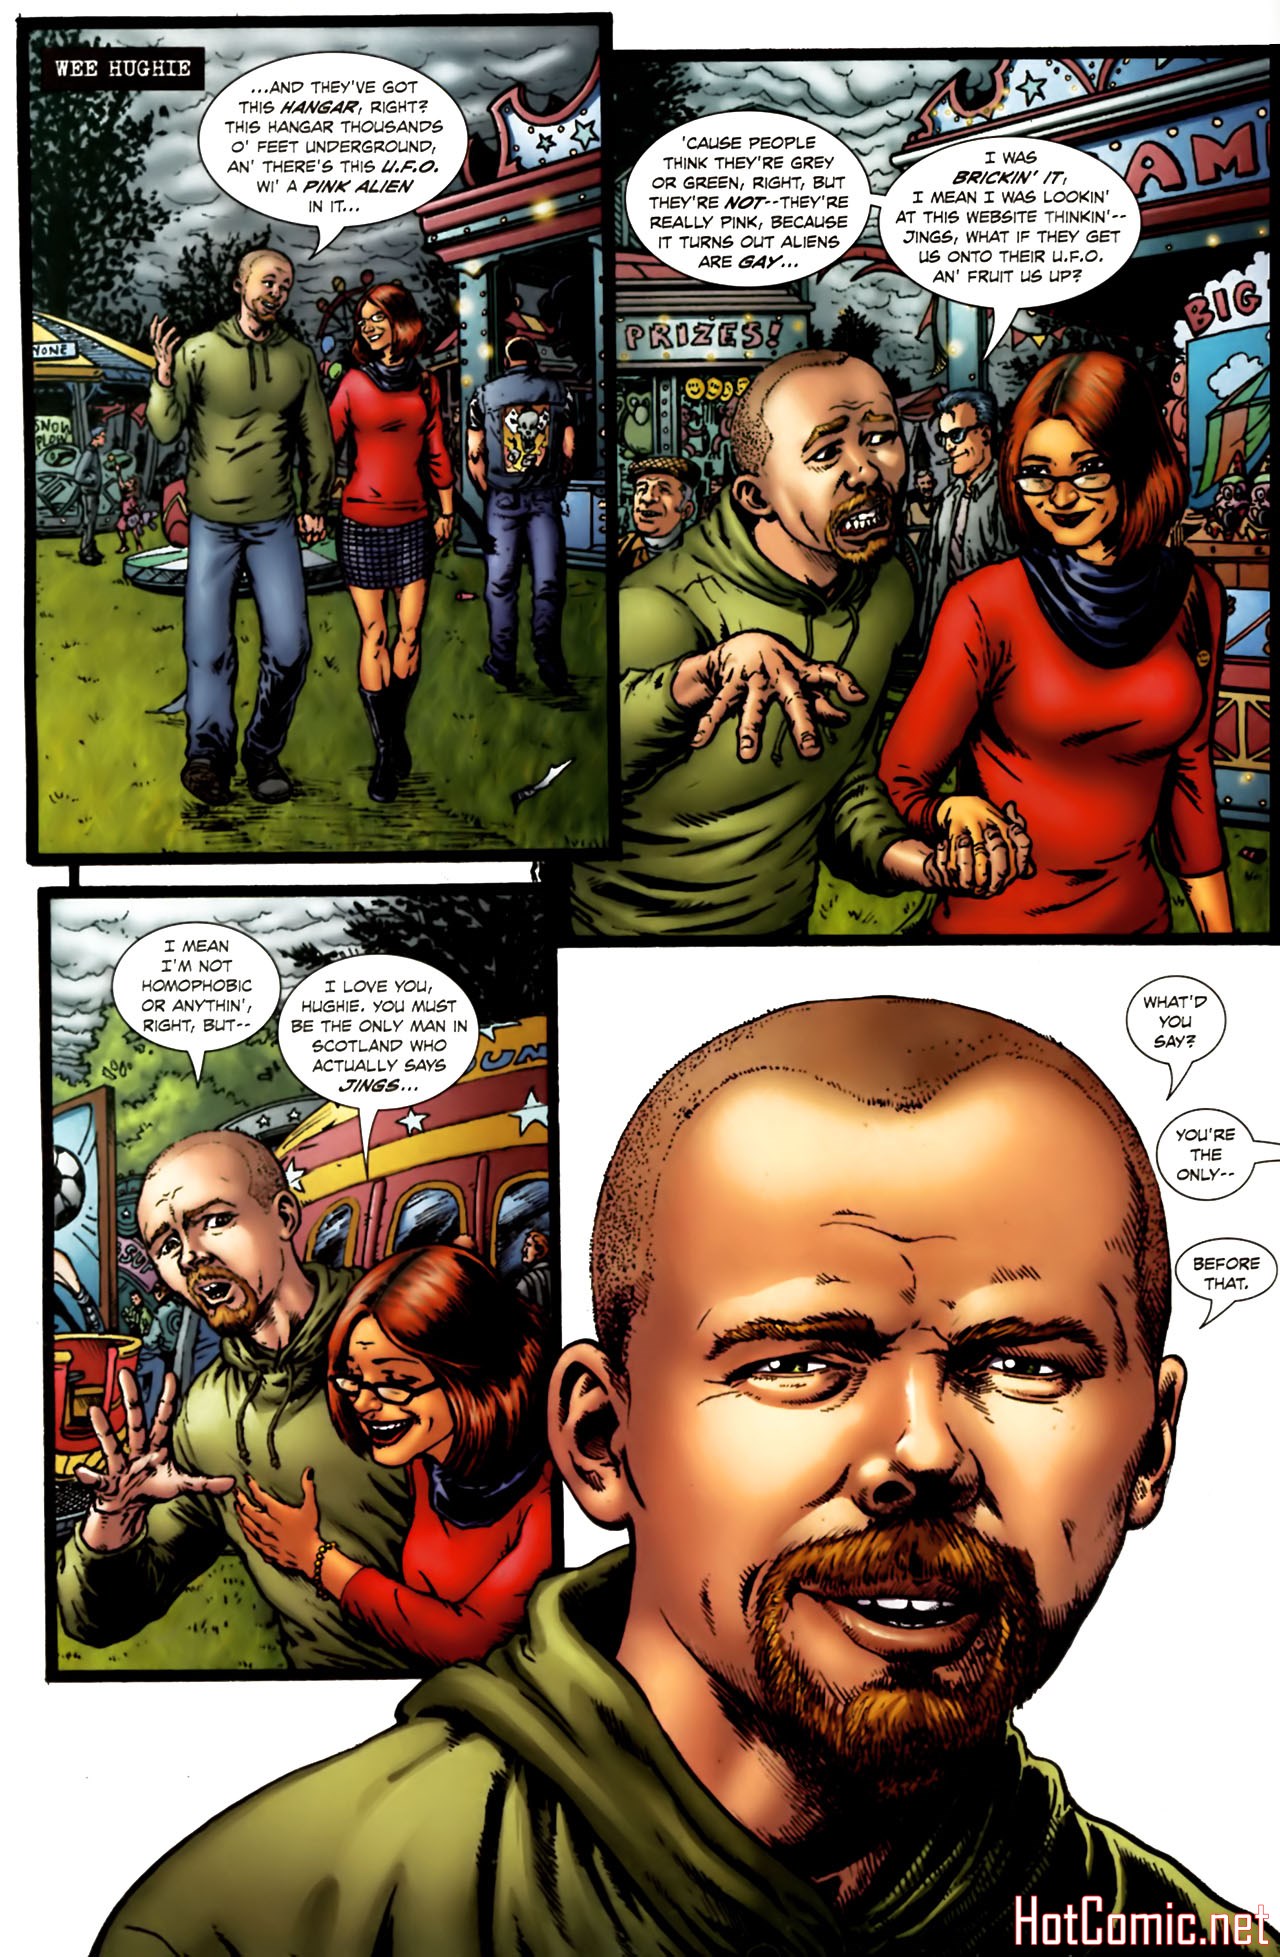 WEE HUGHIE
...AND THEY'VE GOT
THIS HANGAR, RIGHT?
THIS HANGAR THOUSANDS
O' FEET UNDERGROUND,
AN' THERE'S THIS U.F.O.
WI' A PINK ALIEN
IN IT...
YONE
SNOW
PLOW
'CAUSE PEOPLE
THINK THEY'RE GREY
OR GREEN, RIGHT, BUT
THEY'RE NOT--THEY'RE
REALLY PINK, BECAUSE
IT TURNS OUT ALIENS
ARE GAY...
I WAS
BRICKIN' IT;
I MEAN I WAS LOOKIN'
AT THIS WEBSITE THINKIN'--
JINGS, WHAT IF THEY GET
US ONTO THEIR U.F.O.
AN' FRUIT US UP?
AM
PRIZES!
BIG
I MEAN
I'M NOT
HOMOPHOBIC
OR ANYTHIN',
RIGHT, BUT--
I LOVE YOU,
HUGHIE. YOU MUST
BE THE ONLY MAN IN
SCOTLAND WHO
ACTUALLY SAYS
JINGS...
SUN
WHAT'D
YOU
SAY?
YOU'RE
THE
ONLY--
BEFORE
THAT.
HotComic.net